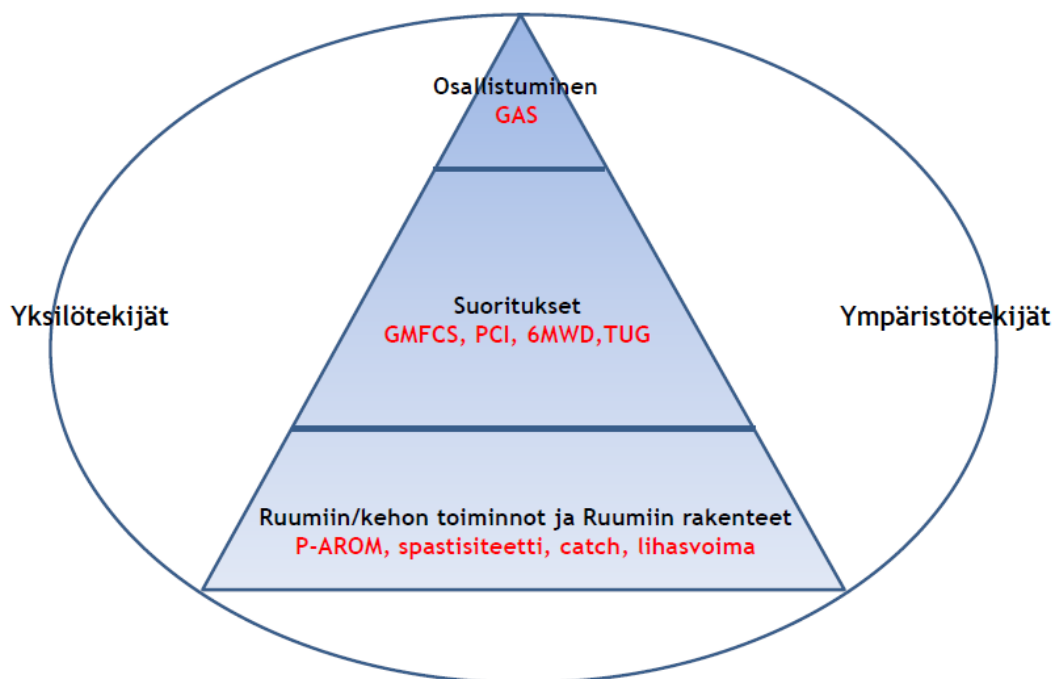 Osallistuminen
GAS
Yksilötekijät
Suoritukset
GMFCS, PCI, 6MWD,TUG
Ympäristötekijät
Ruumiin/kehon toiminnot ja Ruumiin rakenteet
P-AROM, spastisiteetti, catch, lihasvoima